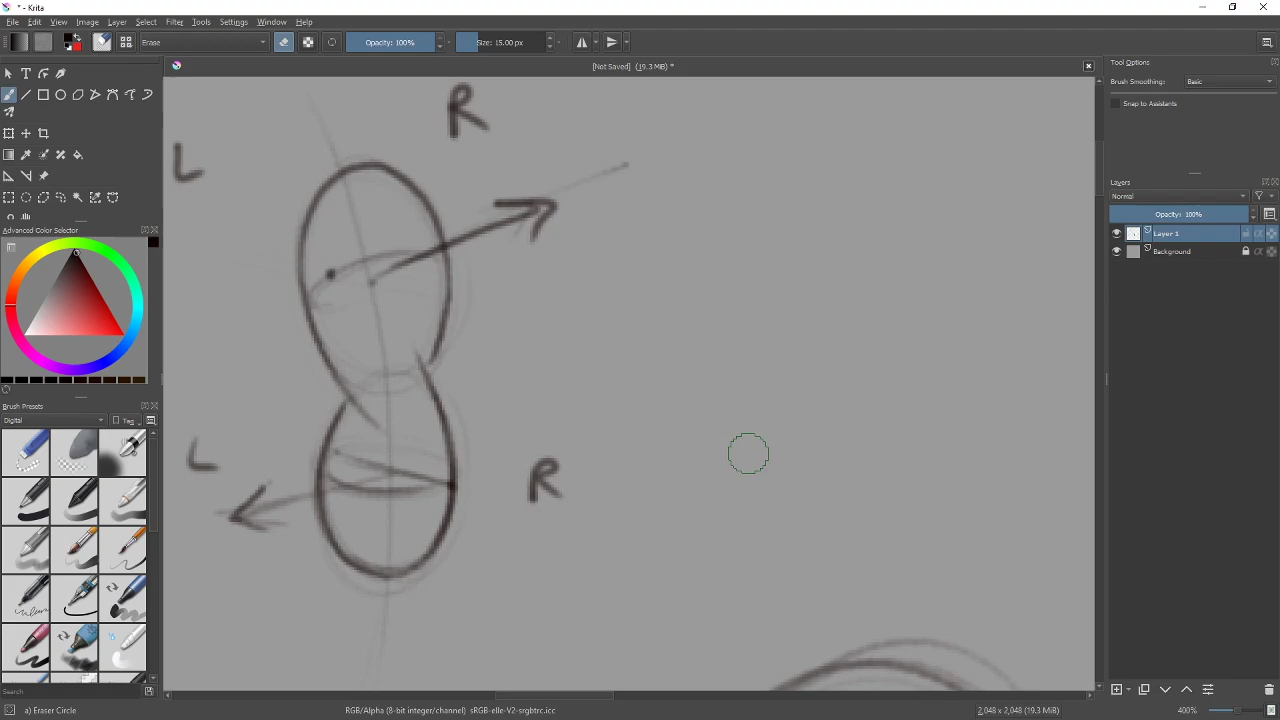 * - Krita
File Edit View Image Layer Select Filter Tools Settings Window Help
Erase Opacity: 100% Size: 15.00 px
[Not Saved] (19.3 MiB) *
Tool Options
Brush Smoothing: Basic
Snap to Assistants
Layers
Normal
Opacity: 100%
Layer 1
Background
Advanced Color Selector
Brush Presets
Digital Tag
Search
R
L
L
R
a) Eraser Circle
RGB/Alpha (8-bit integer/channel) sRGB-elle-V2-srgbtrc.icc
2,048 x 2,048 (19.3 MiB)
400%